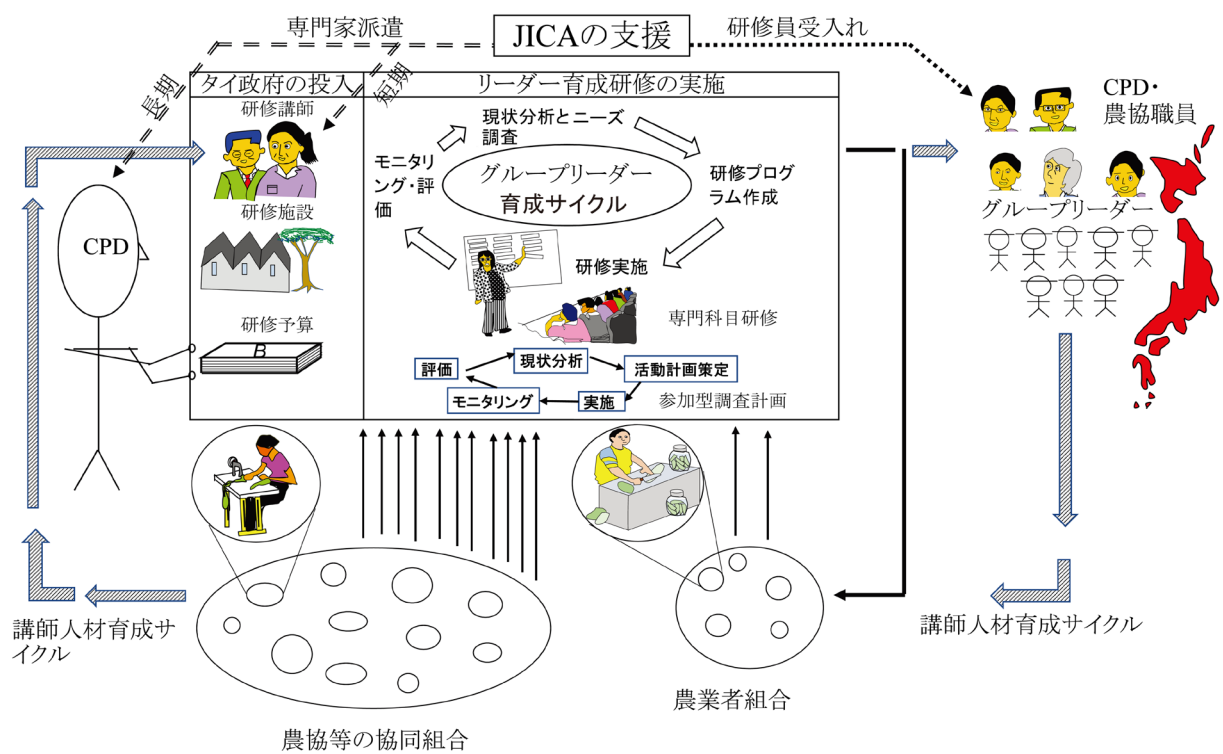 専門家派遣
JICAの支援
研修員受入れ
長期
短期
タイ政府の投入
リーダー育成研修の実施
研修講師
研修施設
研修予算
B
CPD
現状分析とニーズ
調査
モニタリ
ング・評
価
グループリーダー
育成サイクル
研修プログ
ラム作成
研修実施
専門科目研修
現状分析
評価
活動計画策定
モニタリング
実施
参加型調査計画
CPD・
農協職員
グループリーダー
講師人材育成サ
イクル
講師人材育成サイクル
農業者組合
農協等の協同組合